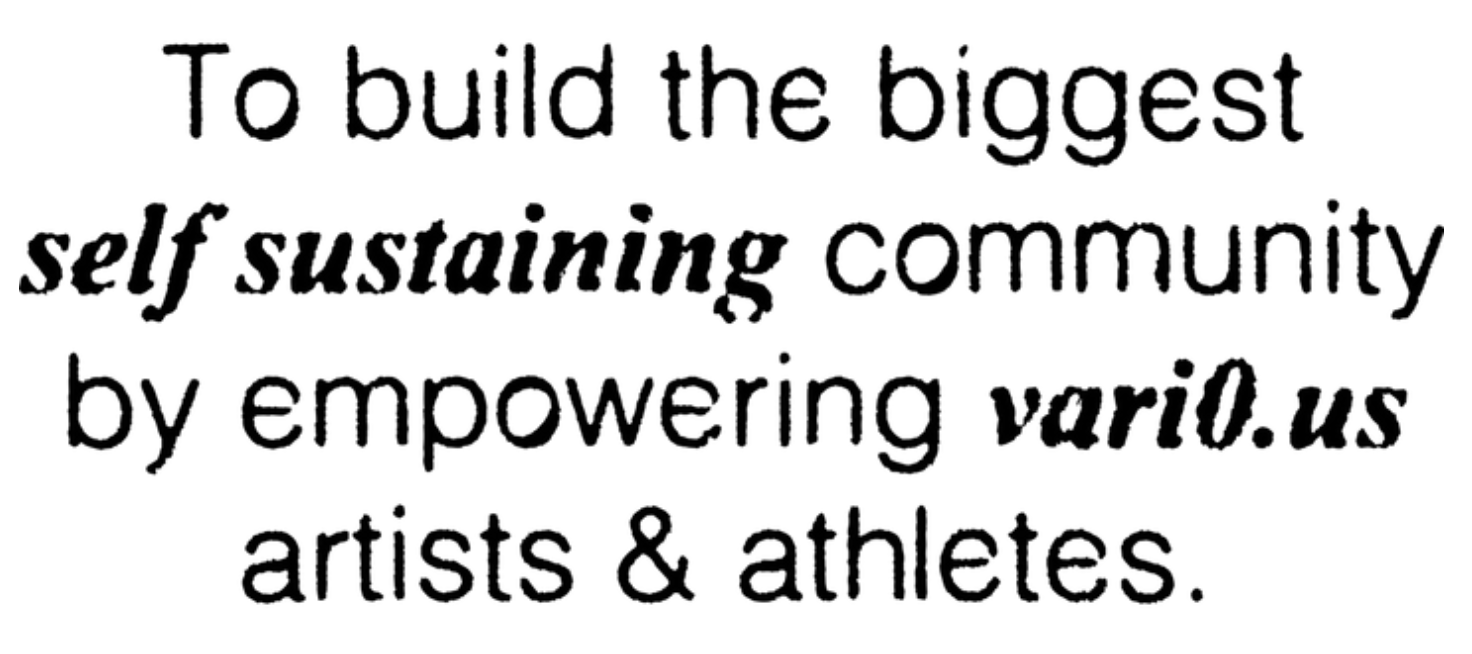 To build the biggest
self sustaining community
by empowering vari0.us
artists & athletes.